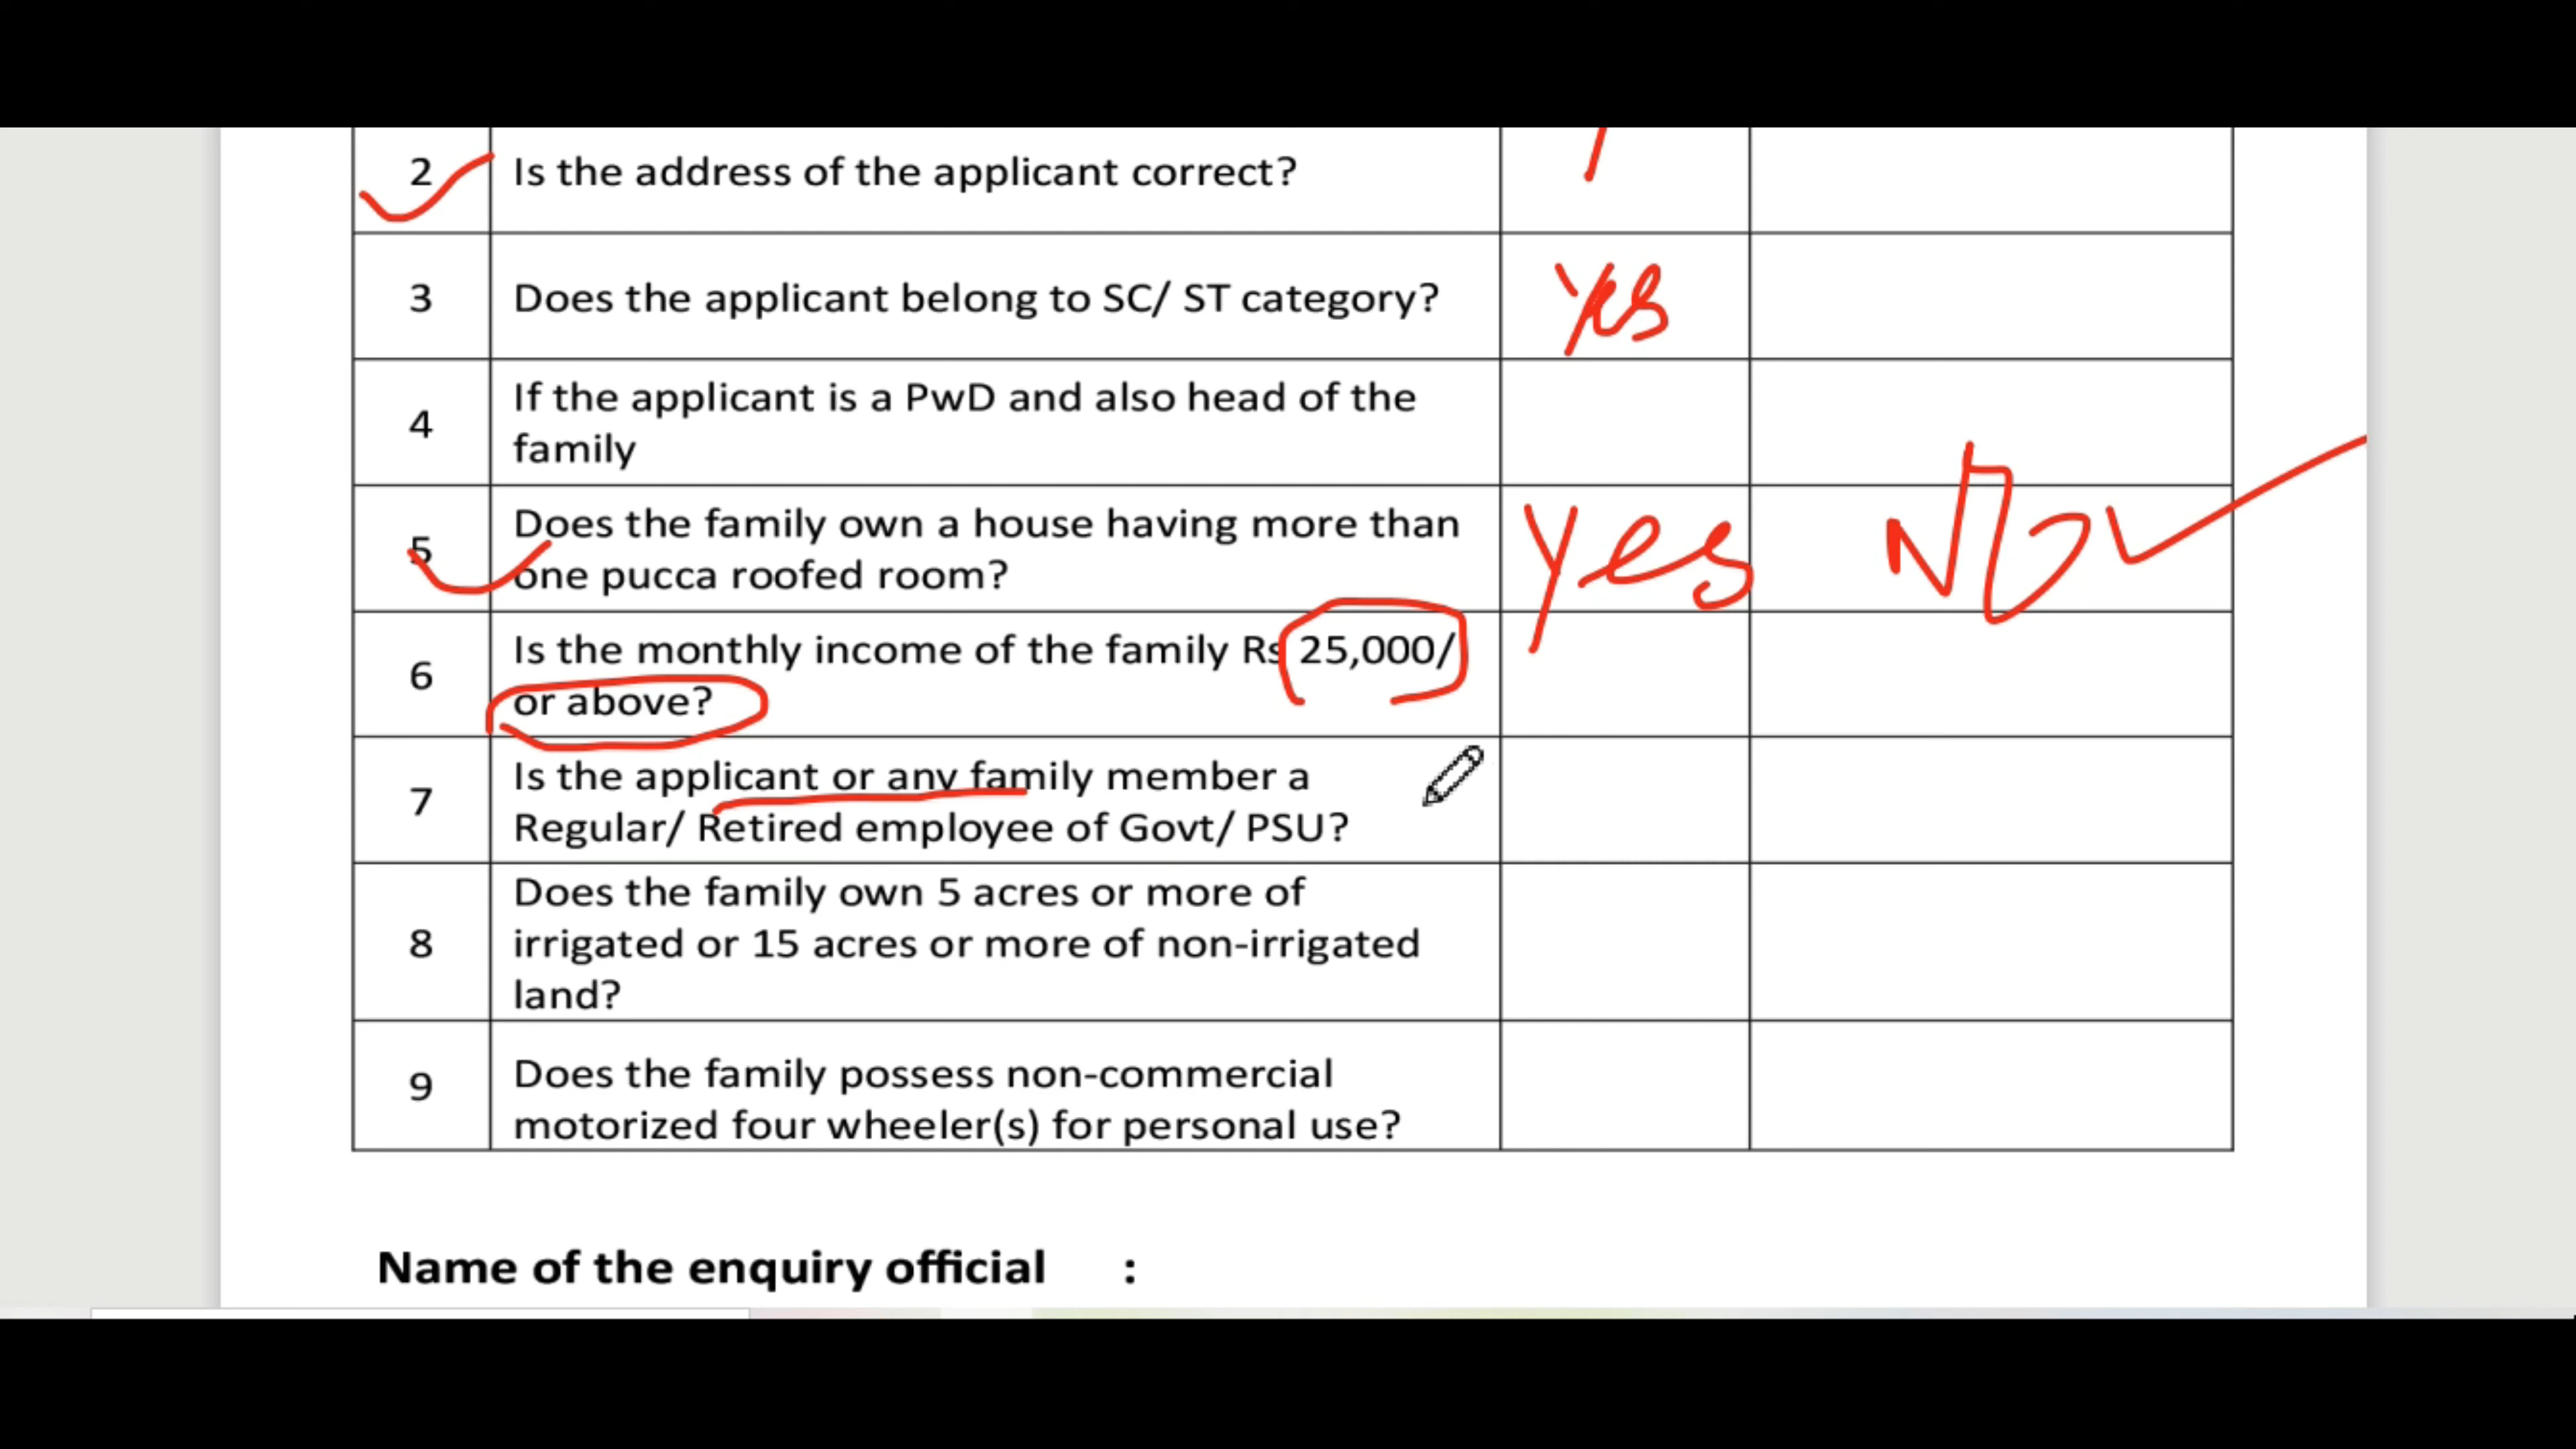 2 Is the address of the applicant correct?
3 Does the applicant belong to SC/ ST category? Yes
4 If the applicant is a PwD and also head of the
family
5 Does the family own a house having more than
one pucca roofed room? Yes No
6 Is the monthly income of the family Rs 25,000/
or above?
7 Is the applicant or any family member a
Regular/ Retired employee of Govt/ PSU?
8 Does the family own 5 acres or more of
irrigated or 15 acres or more of non-irrigated
land?
9 Does the family possess non-commercial
motorized four wheeler(s) for personal use?
Name of the enquiry official :